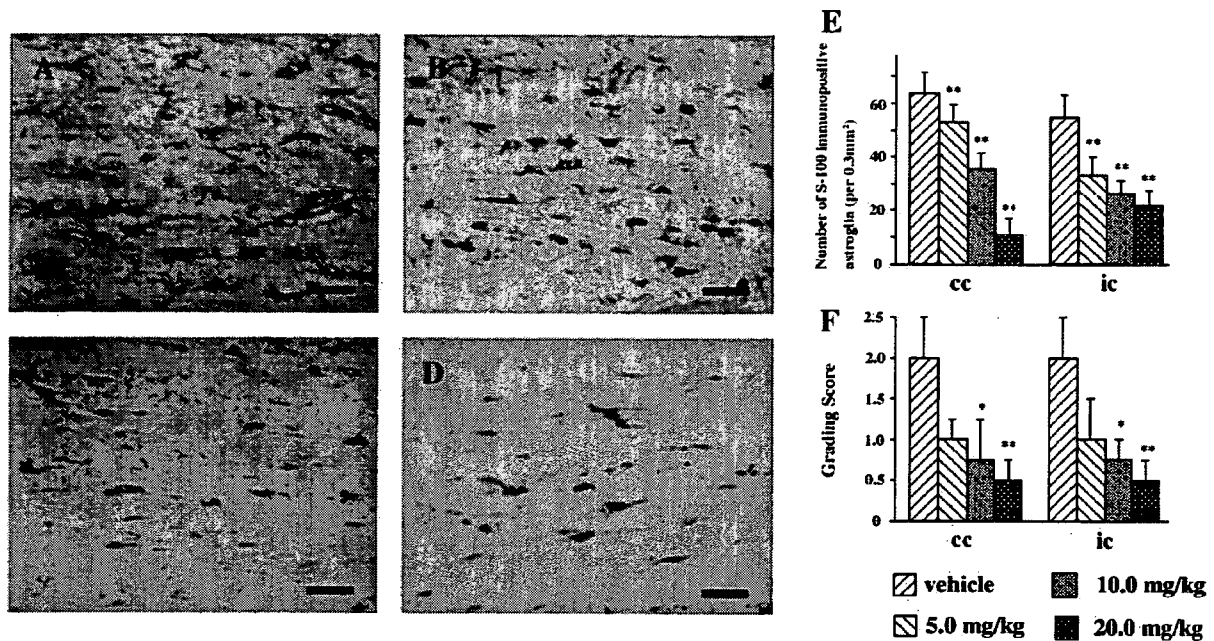 A
B
C
D
E
Number of S-100 immunopositive
astroglin (per 0.3mm²)
60
40
20
0
**
**
**
**
**
**
cc
ic
F
Grading Score
2.5
2.0
1.5
1.0
0.5
0
*
**
*
**
cc
ic
vehicle
10.0 mg/kg
5.0 mg/kg
20.0 mg/kg